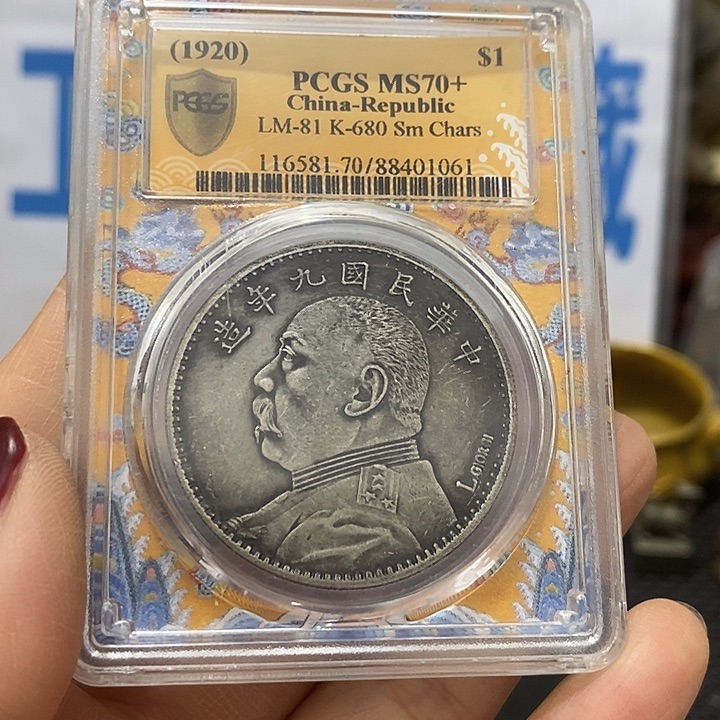 (1920) $1
PCGS
PCGS MS70+
China-Republic
LM-81 K-680 Sm Chars
116581.70/88401061
中華民國九年造